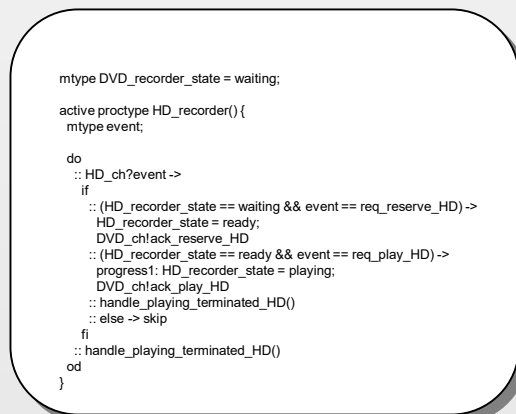 mtype DVD_recorder_state = waiting;
active proctype HD_recorder() {
mtype event;
do
:: HD_ch?event ->
if
:: (HD_recorder_state == waiting && event == req_reserve_HD) ->
HD_recorder_state = ready;
DVD_ch!ack_reserve_HD
:: (HD_recorder_state == ready && event == req_play_HD) ->
progress1: HD_recorder_state = playing;
DVD_ch!ack_play_HD
:: handle_playing_terminated_HD()
:: else -> skip
fi
:: handle_playing_terminated_HD()
od
}